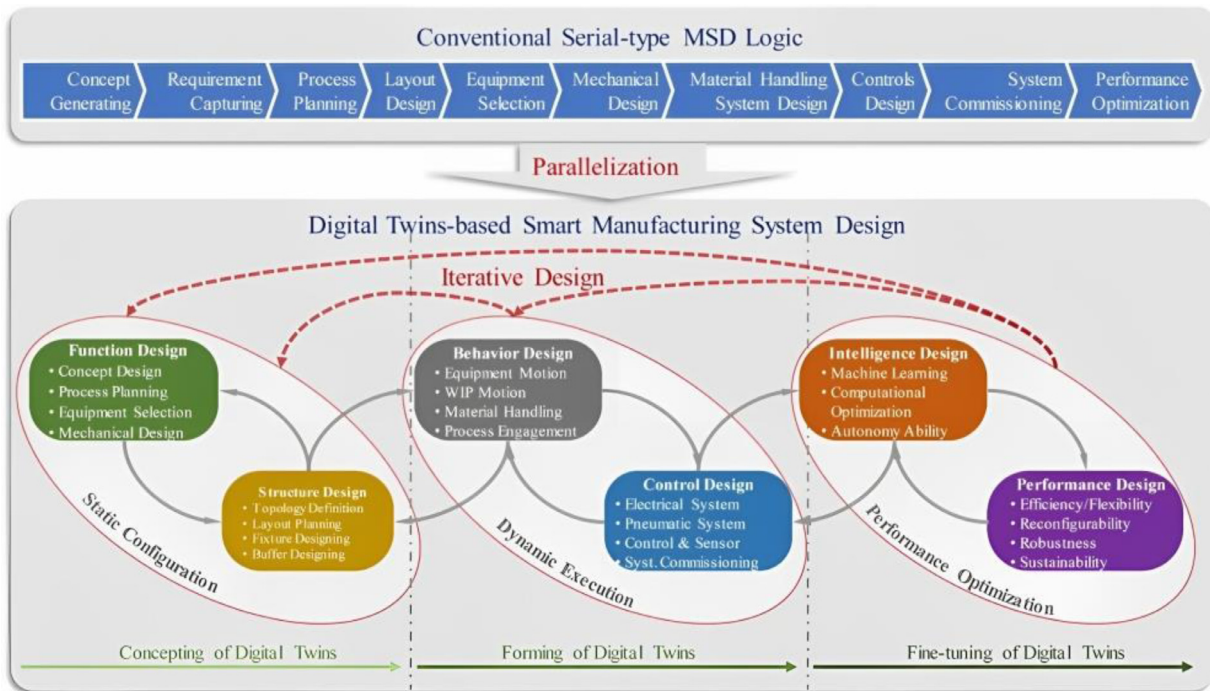 Conventional Serial-type MSD Logic
Concept
Generating
Requirement
Capturing
Process
Planning
Layout
Design
Equipment
Selection
Mechanical
Design
Material Handling
System Design
Controls
Design
System
Commissioning
Performance
Optimization
Parallelization
Digital Twins-based Smart Manufacturing System Design
Iterative Design
Function Design
• Concept Design
• Process Planning
• Equipment Selection
• Mechanical Design
Structure Design
• Topology Definition
• Layout Planning
• Fixture Designing
• Buffer Designing
Static Configuration
Behavior Design
• Equipment Motion
• WIP Motion
• Material Handling
• Process Engagement
Control Design
• Electrical System
• Pneumatic System
• Control & Sensor
• Syst. Commissioning
Dynamic Execution
Intelligence Design
• Machine Learning
• Computational
Optimization
• Autonomy Ability
Performance Design
• Efficiency/Flexibility
• Reconfigurability
• Robustness
• Sustainability
Performance Optimization
Concepting of Digital Twins
Forming of Digital Twins
Fine-tuning of Digital Twins